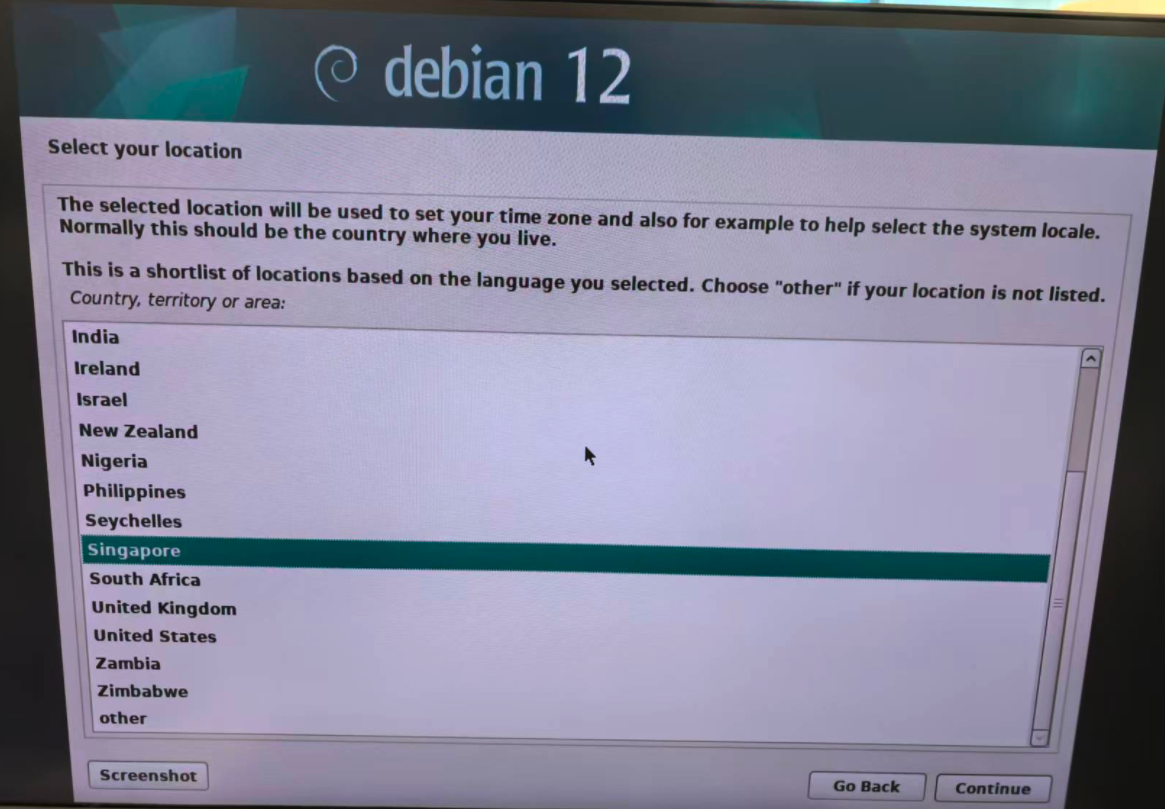 debian 12
Select your location
The selected location will be used to set your time zone and also for example to help select the system locale.
Normally this should be the country where you live.
This is a shortlist of locations based on the language you selected. Choose "other" if your location is not listed.
Country, territory or area:
India
Ireland
Israel
New Zealand
Nigeria
Philippines
Seychelles
Singapore
South Africa
United Kingdom
United States
Zambia
Zimbabwe
other
Screenshot
Go Back
Continue